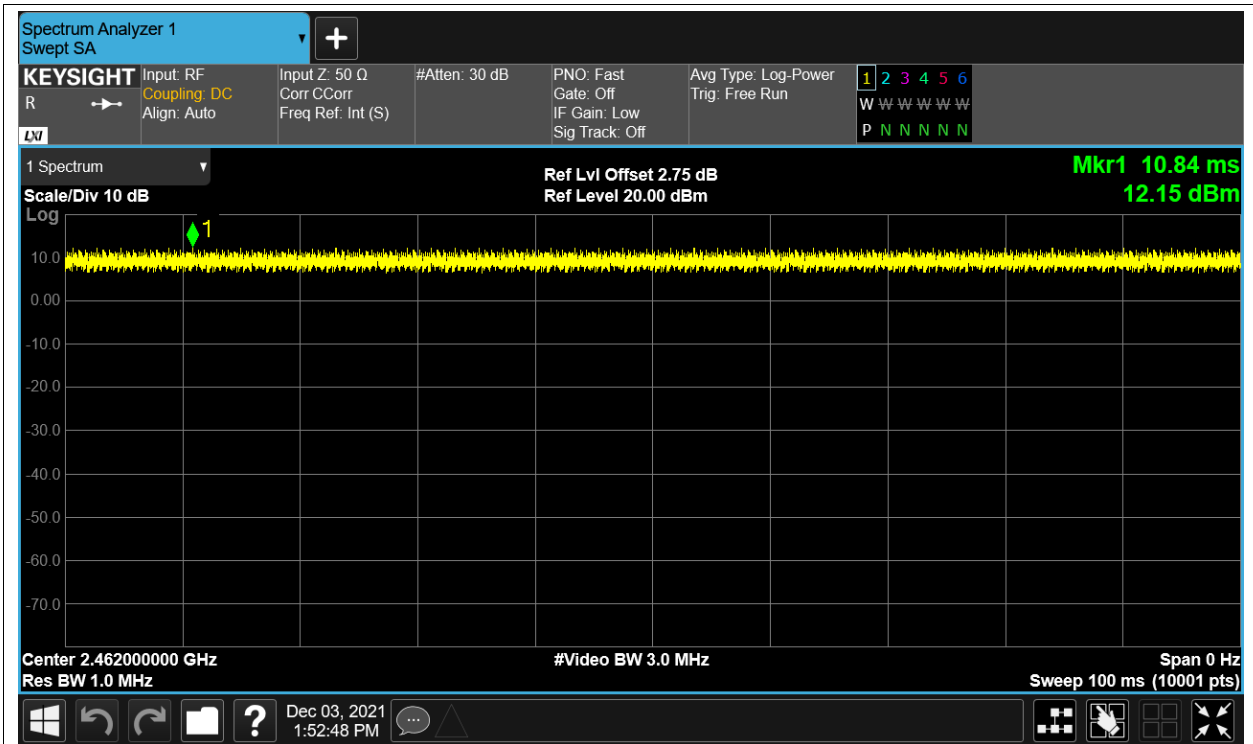 Spectrum Analyzer 1
Swept SA
+
KEYSIGHT
R
LXI
Input: RF
Coupling: DC
Align: Auto
Input Z: 50 Ω
Corr CCorr
Freq Ref: Int (S)
#Atten: 30 dB
PNO: Fast
Gate: Off
IF Gain: Low
Sig Track: Off
Avg Type: Log-Power
Trig: Free Run
1 2 3 4 5 6
W W W W W W
P N N N N N
1 Spectrum
Scale/Div 10 dB
Log
Ref Lvl Offset 2.75 dB
Ref Level 20.00 dBm
Mkr1 10.84 ms
12.15 dBm
1
10.0
0.00
-10.0
-20.0
-30.0
-40.0
-50.0
-60.0
-70.0
Center 2.462000000 GHz
#Video BW 3.0 MHz
Span 0 Hz
Res BW 1.0 MHz
Sweep 100 ms (10001 pts)
?
Dec 03, 2021
1:52:48 PM